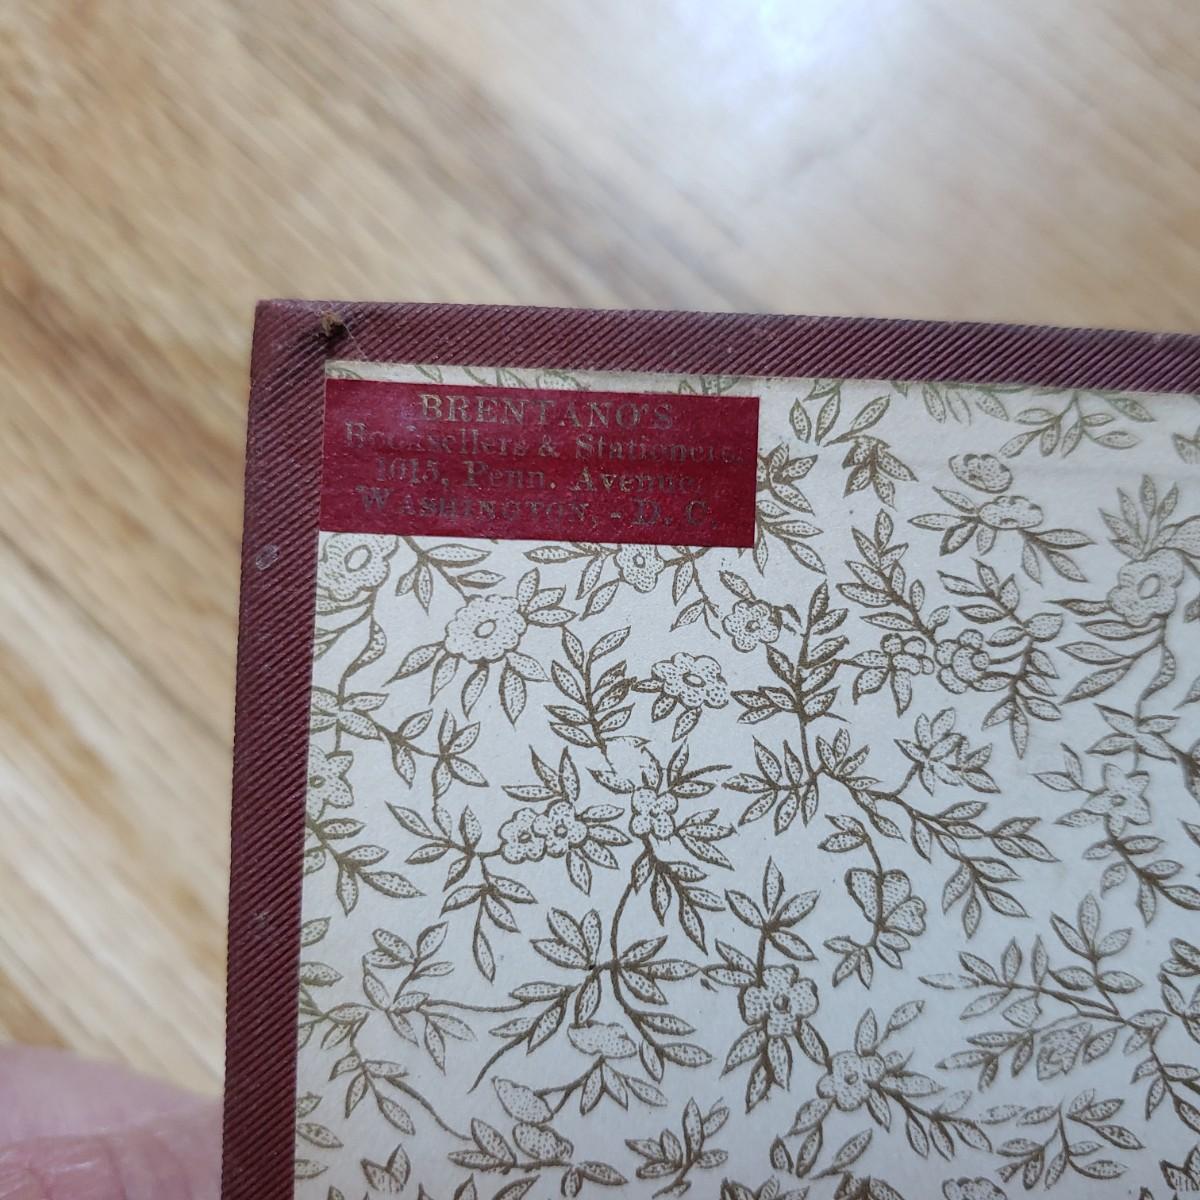 BRENTANO'S
Booksellers & Stationers,
1015, Penn. Avenue,
WASHINGTON, - D. C.